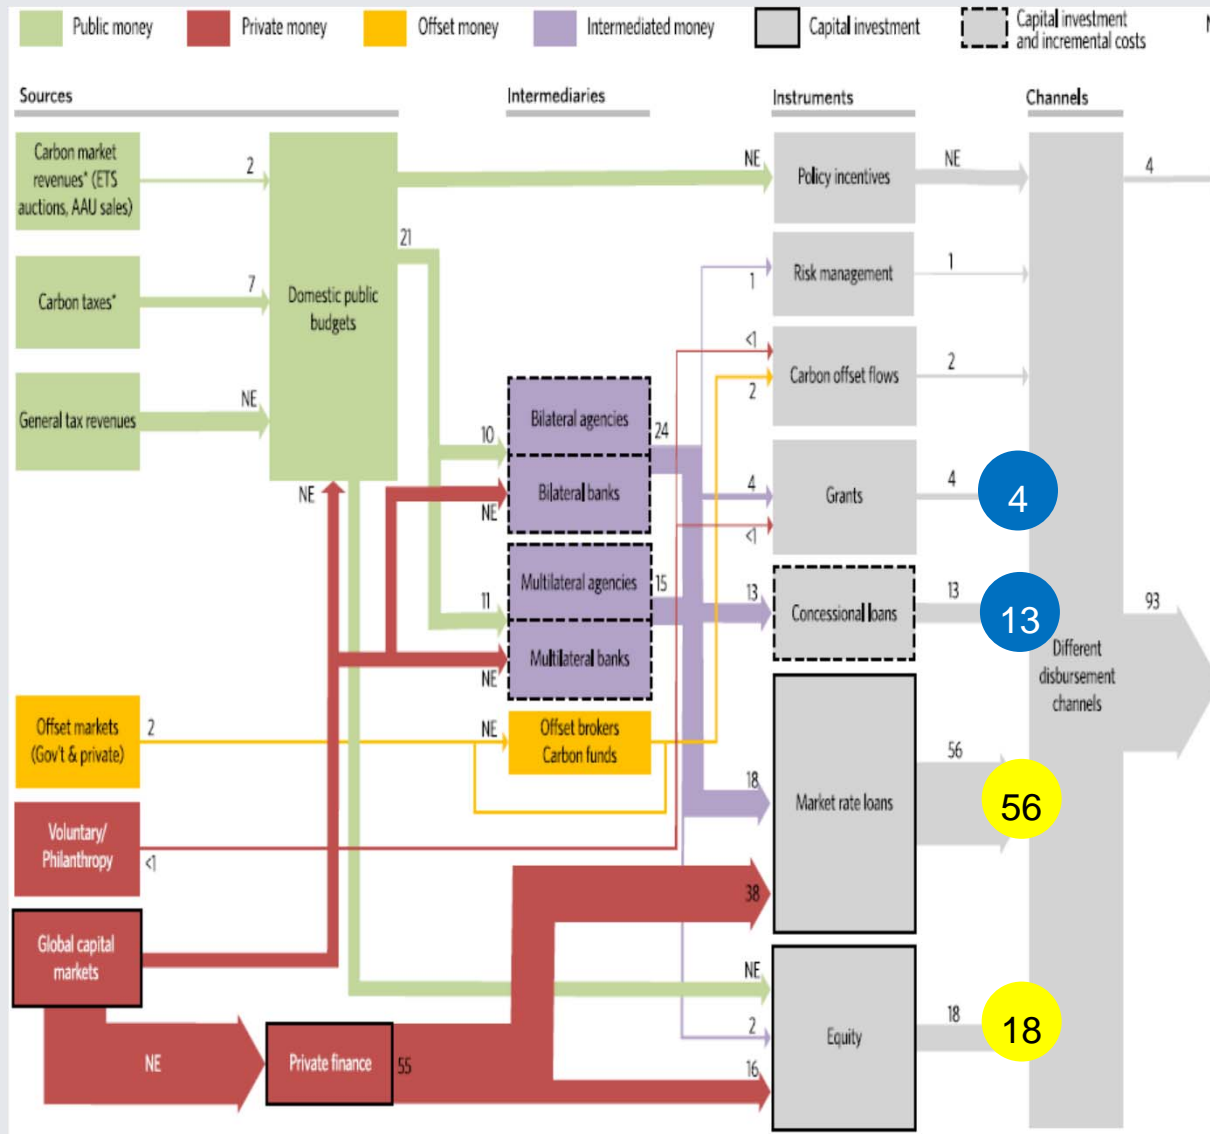 Public money
Private money
Offset money
Intermediated money
Capital investment
Capital investment
and incremental costs
N
Sources
Intermediaries
Instruments
Channels
Carbon market
revenues* (ETS
auctions, AAU sales)
2
Carbon taxes*
7
General tax revenues
NE
Domestic public
budgets
21
NE
NE
10
NE
11
NE
Bilateral agencies
Bilateral banks
24
Multilateral agencies
Multilateral banks
15
Offset markets
(Gov't & private)
2
NE
Offset brokers
Carbon funds
Voluntary/
Philanthropy
<1
Global capital
markets
NE
Private finance
55
NE
Policy incentives
NE
4
1
Risk management
1
<1
2
Carbon offset flows
2
4
<1
Grants
4
4
13
Concessional loans
13
13
18
38
Market rate loans
56
56
NE
2
16
Equity
18
18
Different
disbursement
channels
93